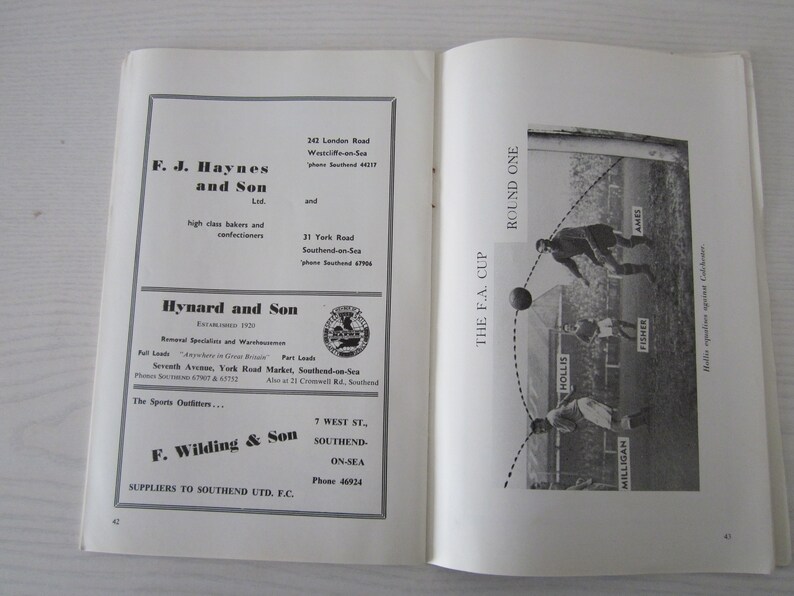 F. J. Haynes
and Son
Ltd.
high class bakers and
confectioners
242 London Road
Westcliffe-on-Sea
'phone Southend 44217
and
31 York Road
Southend-on-Sea
'phone Southend 67906
Hynard and Son
ESTABLISHED 1920
Removal Specialists and Warehousemen
Full Loads "Anywhere in Great Britain" Part Loads
Seventh Avenue, York Road Market, Southend-on-Sea
Phones SOUTHEND 67907 & 65752 Also at 21 Cromwell Rd., Southend
The Sports Outfitters . . .
F. Wilding & Son
7 WEST ST.,
SOUTHEND-
ON-SEA
Phone 46924
SUPPLIERS TO SOUTHEND UTD. F.C.
42
THE F.A. CUP
ROUND ONE
AMES
FISHER
HOLLIS
MILLIGAN
Hollis equalises against Colchester.
43